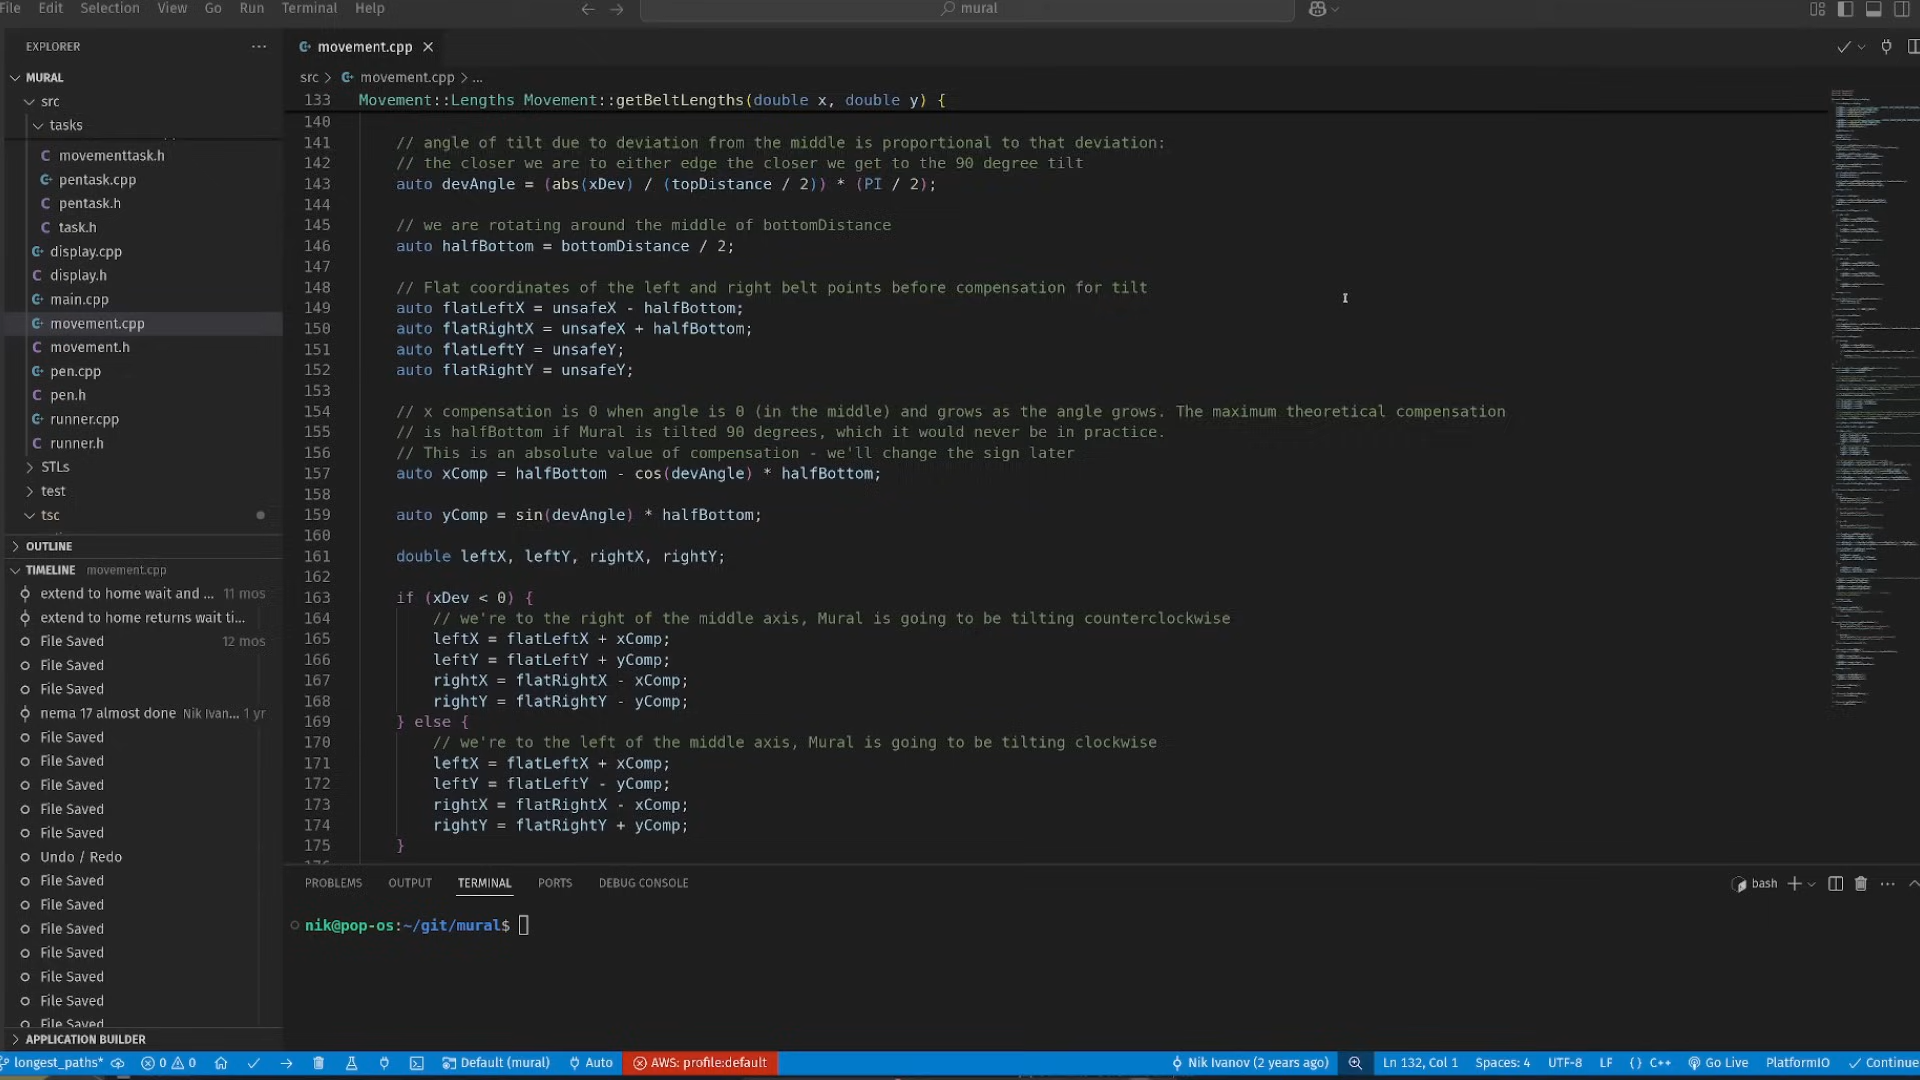 File Edit Selection View Go Run Terminal Help
mural
EXPLORER
MURAL
src
tasks
movementtask.h
pentask.cpp
pentask.h
task.h
display.cpp
display.h
main.cpp
movement.cpp
movement.h
pen.cpp
pen.h
runner.cpp
runner.h
STLs
test
tsc
OUTLINE
TIMELINE movement.cpp
extend to home wait and ... 11 mos
extend to home returns wait ti...
File Saved 12 mos
File Saved
File Saved
nema 17 almost done Nik Ivan... 1 yr
File Saved
File Saved
File Saved
File Saved
File Saved
Undo / Redo
File Saved
File Saved
File Saved
File Saved
File Saved
File Saved
File Saved
APPLICATION BUILDER
movement.cpp
src > movement.cpp > ...
133 Movement::Lengths Movement::getBeltLengths(double x, double y) {
140
141 // angle of tilt due to deviation from the middle is proportional to that deviation:
142 // the closer we are to either edge the closer we get to the 90 degree tilt
143 auto devAngle = (abs(xDev) / (topDistance / 2)) * (PI / 2);
144
145 // we are rotating around the middle of bottomDistance
146 auto halfBottom = bottomDistance / 2;
147
148 // Flat coordinates of the left and right belt points before compensation for tilt
149 auto flatLeftX = unsafeX - halfBottom;
150 auto flatRightX = unsafeX + halfBottom;
151 auto flatLeftY = unsafeY;
152 auto flatRightY = unsafeY;
153
154 // x compensation is 0 when angle is 0 (in the middle) and grows as the angle grows. The maximum theoretical compensation
155 // is halfBottom if Mural is tilted 90 degrees, which it would never be in practice.
156 // This is an absolute value of compensation - we'll change the sign later
157 auto xComp = halfBottom - cos(devAngle) * halfBottom;
158
159 auto yComp = sin(devAngle) * halfBottom;
160
161 double leftX, leftY, rightX, rightY;
162
163 if (xDev < 0) {
164 // we're to the right of the middle axis, Mural is going to be tilting counterclockwise
165 leftX = flatLeftX + xComp;
166 leftY = flatLeftY + yComp;
167 rightX = flatRightX - xComp;
168 rightY = flatRightY - yComp;
169 } else {
170 // we're to the left of the middle axis, Mural is going to be tilting clockwise
171 leftX = flatLeftX + xComp;
172 leftY = flatLeftY - yComp;
173 rightX = flatRightX - xComp;
174 rightY = flatRightY + yComp;
175 }
PROBLEMS OUTPUT TERMINAL PORTS DEBUG CONSOLE
bash
nik@pop-os:~/git/mural$
longest_paths* 0 0 Default (mural) Auto AWS: profile:default Nik Ivanov (2 years ago) Ln 132, Col 1 Spaces: 4 UTF-8 LF {} C++ Go Live PlatformIO Continue